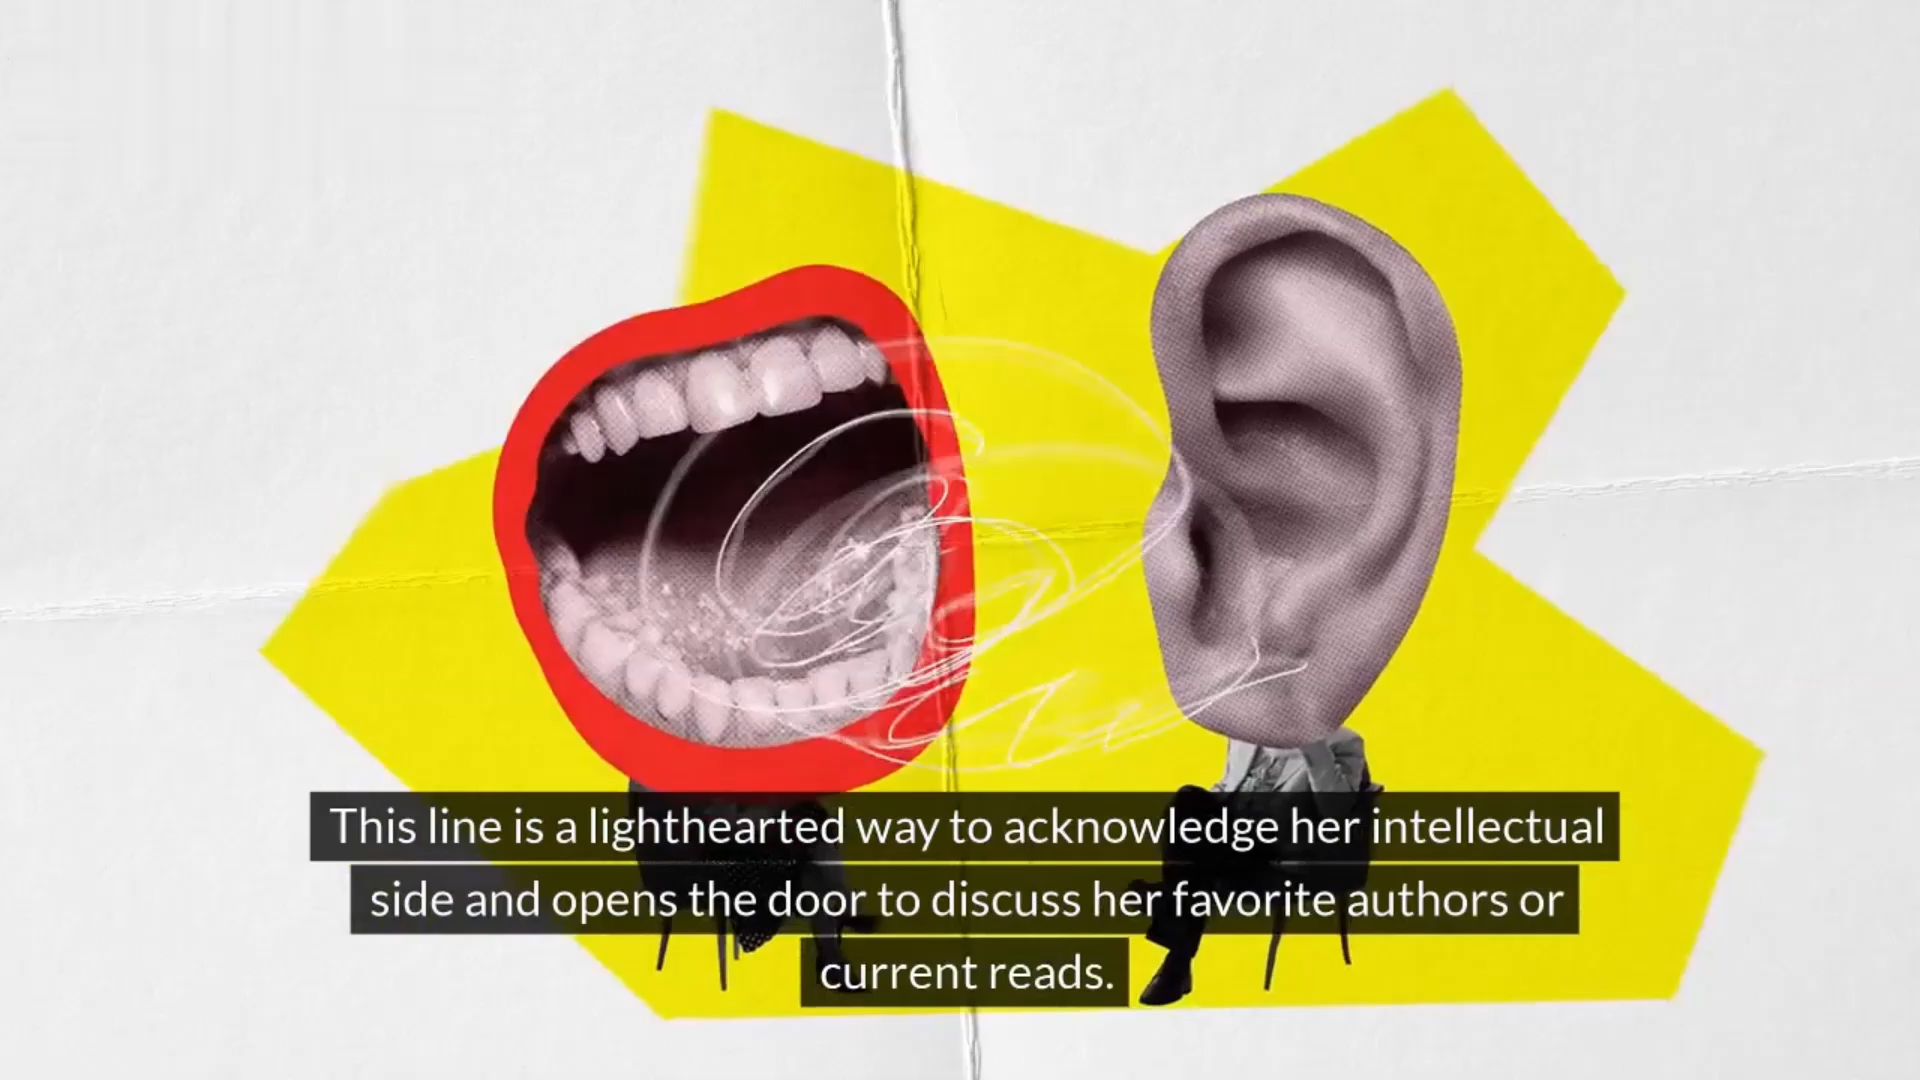 This line is a lighthearted way to acknowledge her intellectual
side and opens the door to discuss her favorite authors or
current reads.